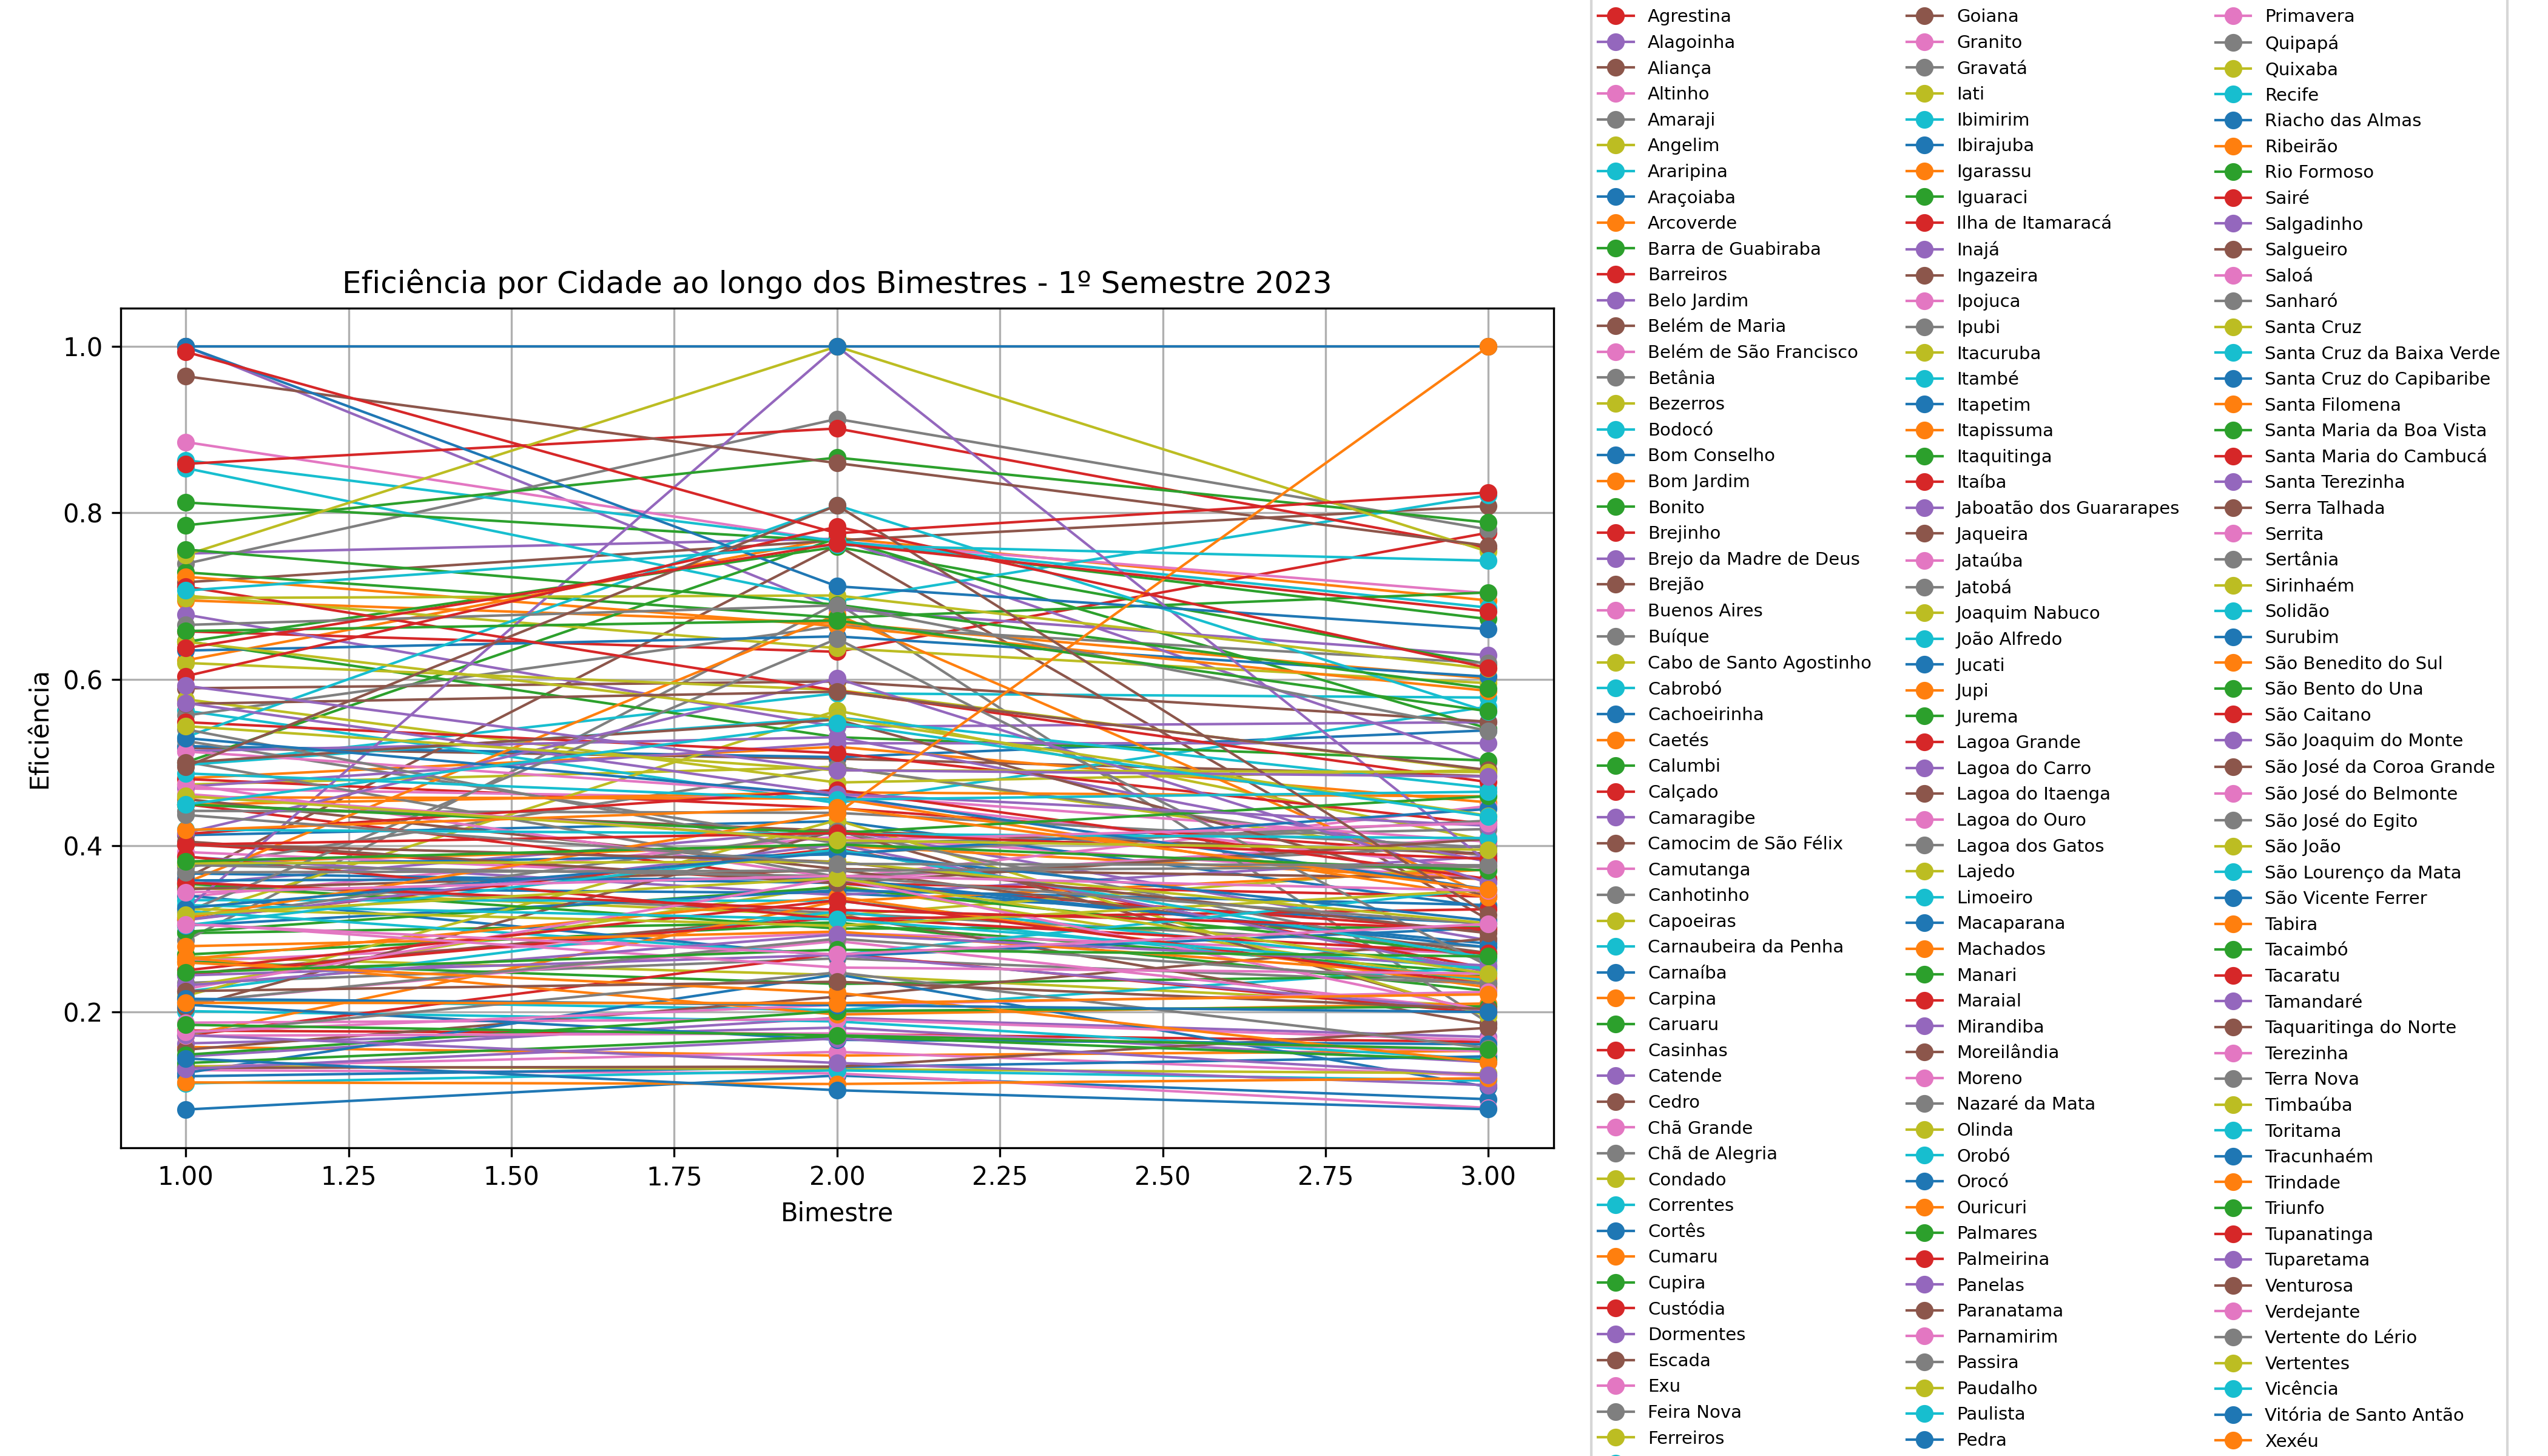 Eficiência por Cidade ao longo dos Bimestres - 1º Semestre 2023
Eficiência
1.0
0.8
0.6
0.4
0.2
1.00
1.25
1.50
1.75
2.00
2.25
2.50
2.75
3.00
Bimestre
Agrestina
Alagoinha
Aliança
Altinho
Amaraji
Angelim
Araripina
Araçoiaba
Arcoverde
Barra de Guabiraba
Barreiros
Belo Jardim
Belém de Maria
Belém de São Francisco
Betânia
Bezerros
Bodocó
Bom Conselho
Bom Jardim
Bonito
Brejinho
Brejo da Madre de Deus
Brejão
Buenos Aires
Buíque
Cabo de Santo Agostinho
Cabrobó
Cachoeirinha
Caetés
Calumbi
Calçado
Camaragibe
Camocim de São Félix
Camutanga
Canhotinho
Capoeiras
Carnaubeira da Penha
Carnaíba
Carpina
Caruaru
Casinhas
Catende
Cedro
Chã Grande
Chã de Alegria
Condado
Correntes
Cortês
Cumaru
Cupira
Custódia
Dormentes
Escada
Exu
Feira Nova
Ferreiros
Goiana
Granito
Gravatá
Iati
Ibimirim
Ibirajuba
Igarassu
Iguaraci
Ilha de Itamaracá
Inajá
Ingazeira
Ipojuca
Ipubi
Itacuruba
Itambé
Itapetim
Itapissuma
Itaquitinga
Itaíba
Jaboatão dos Guararapes
Jaqueira
Jataúba
Jatobá
Joaquim Nabuco
João Alfredo
Jucati
Jupi
Jurema
Lagoa Grande
Lagoa do Carro
Lagoa do Itaenga
Lagoa do Ouro
Lagoa dos Gatos
Lajedo
Limoeiro
Macaparana
Machados
Manari
Maraial
Mirandiba
Moreilândia
Moreno
Nazaré da Mata
Olinda
Orobó
Orocó
Ouricuri
Palmares
Palmeirina
Panelas
Paranatama
Parnamirim
Passira
Paudalho
Paulista
Pedra
Primavera
Quipapá
Quixaba
Recife
Riacho das Almas
Ribeirão
Rio Formoso
Sairé
Salgadinho
Salgueiro
Saloá
Sanharó
Santa Cruz
Santa Cruz da Baixa Verde
Santa Cruz do Capibaribe
Santa Filomena
Santa Maria da Boa Vista
Santa Maria do Cambucá
Santa Terezinha
Serra Talhada
Serrita
Sertânia
Sirinhaém
Solidão
Surubim
São Benedito do Sul
São Bento do Una
São Caitano
São Joaquim do Monte
São José da Coroa Grande
São José do Belmonte
São José do Egito
São João
São Lourenço da Mata
São Vicente Ferrer
Tabira
Tacaimbó
Tacaratu
Tamandaré
Taquaritinga do Norte
Terezinha
Terra Nova
Timbaúba
Toritama
Tracunhaém
Trindade
Triunfo
Tupanatinga
Tuparetama
Venturosa
Verdejante
Vertente do Lério
Vertentes
Vicência
Vitória de Santo Antão
Xexéu